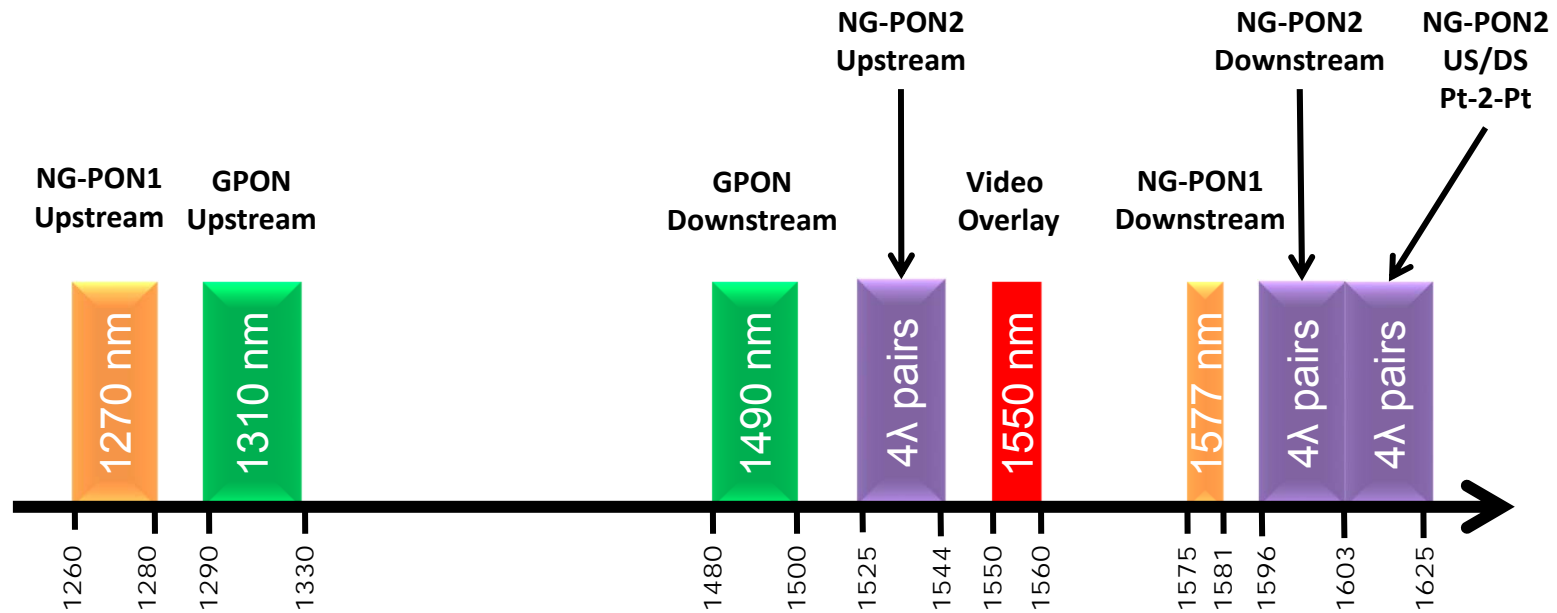 NG-PON2
Upstream
NG-PON2
Downstream
NG-PON2
US/DS
Pt-2-Pt
NG-PON1
Upstream
GPON
Upstream
GPON
Downstream
Video
Overlay
NG-PON1
Downstream
1270 nm
1310 nm
1490 nm
4λ pairs
1550 nm
1577 nm
4λ pairs
4λ pairs
1260
1280
1290
1330
1480
1500
1525
1544
1550
1560
1575
1581
1596
1603
1625